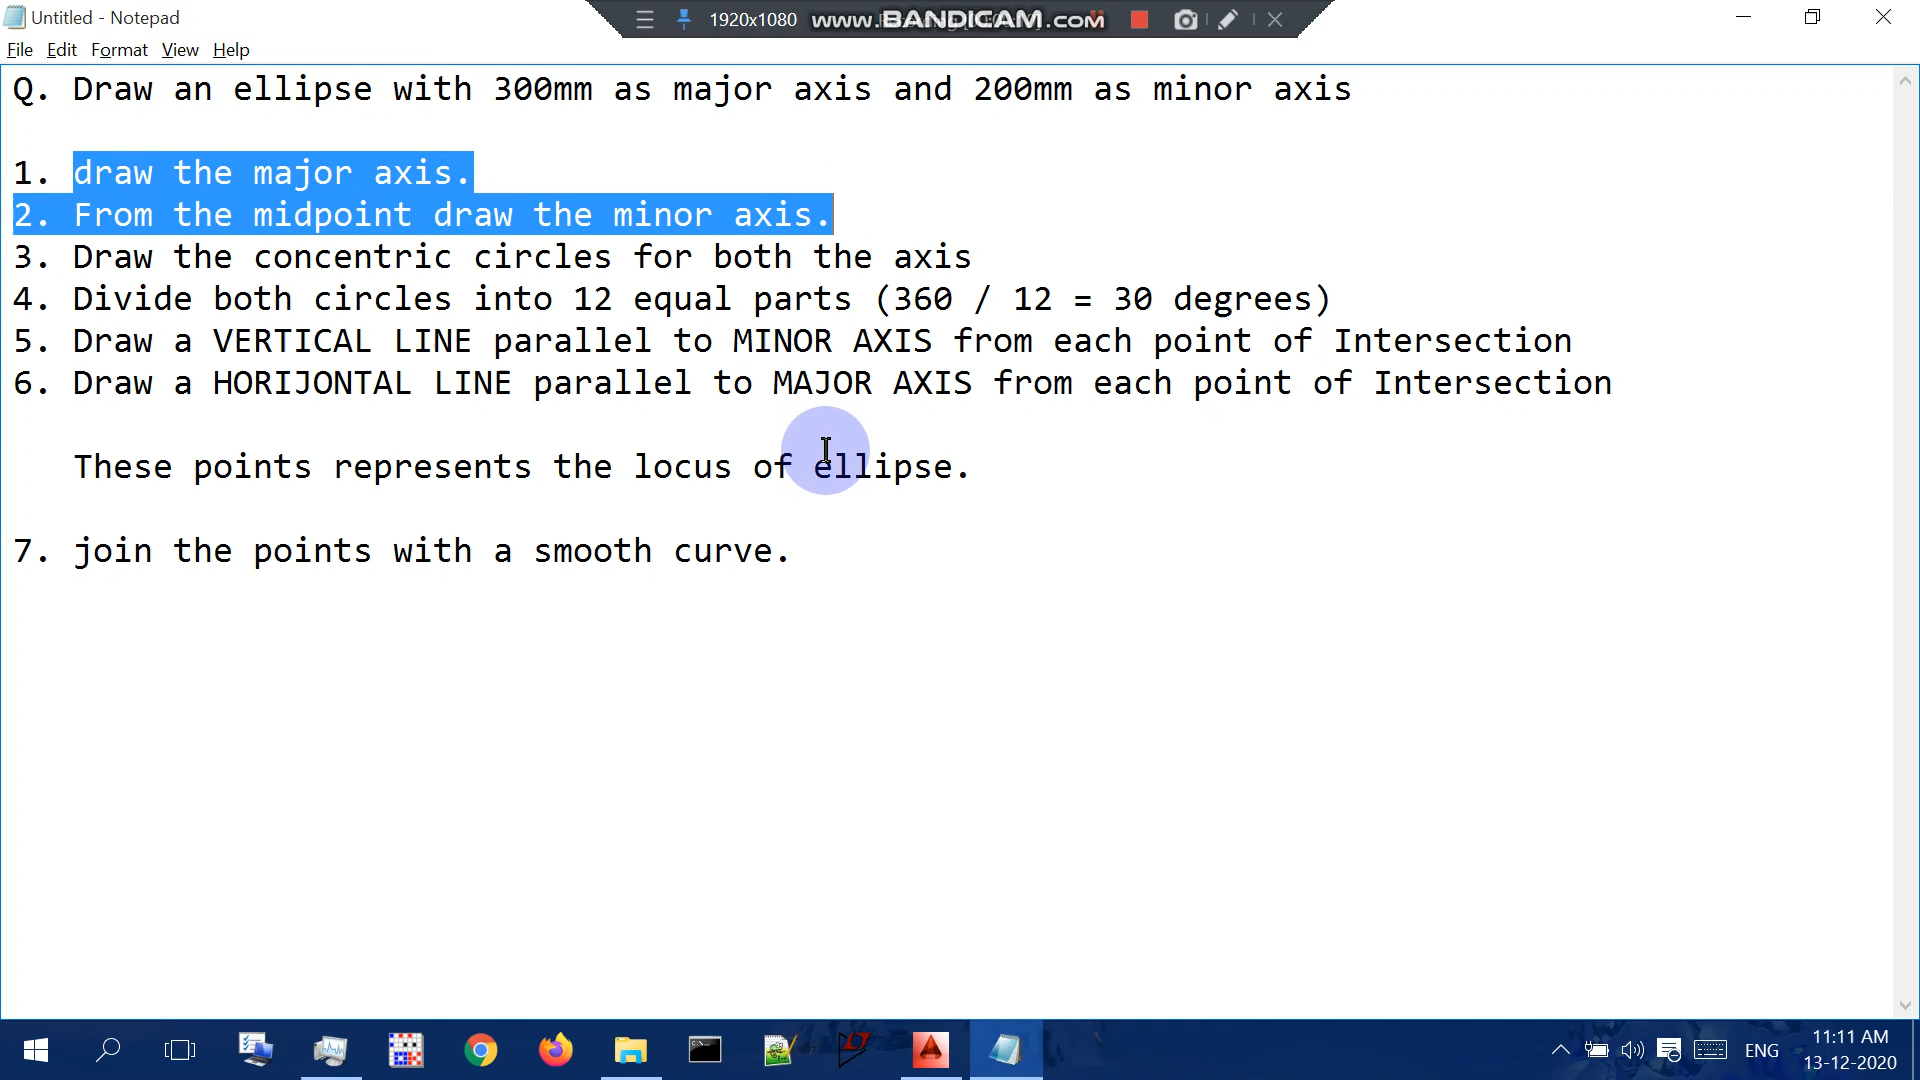 Untitled - Notepad
1920x1080
www.BANDICAM.com
File Edit Format View Help
Q. Draw an ellipse with 300mm as major axis and 200mm as minor axis
1. draw the major axis.
2. From the midpoint draw the minor axis.
3. Draw the concentric circles for both the axis
4. Divide both circles into 12 equal parts (360 / 12 = 30 degrees)
5. Draw a VERTICAL LINE parallel to MINOR AXIS from each point of Intersection
6. Draw a HORIJONTAL LINE parallel to MAJOR AXIS from each point of Intersection
These points represents the locus of ellipse.
7. join the points with a smooth curve.
ENG
11:11 AM
13-12-2020